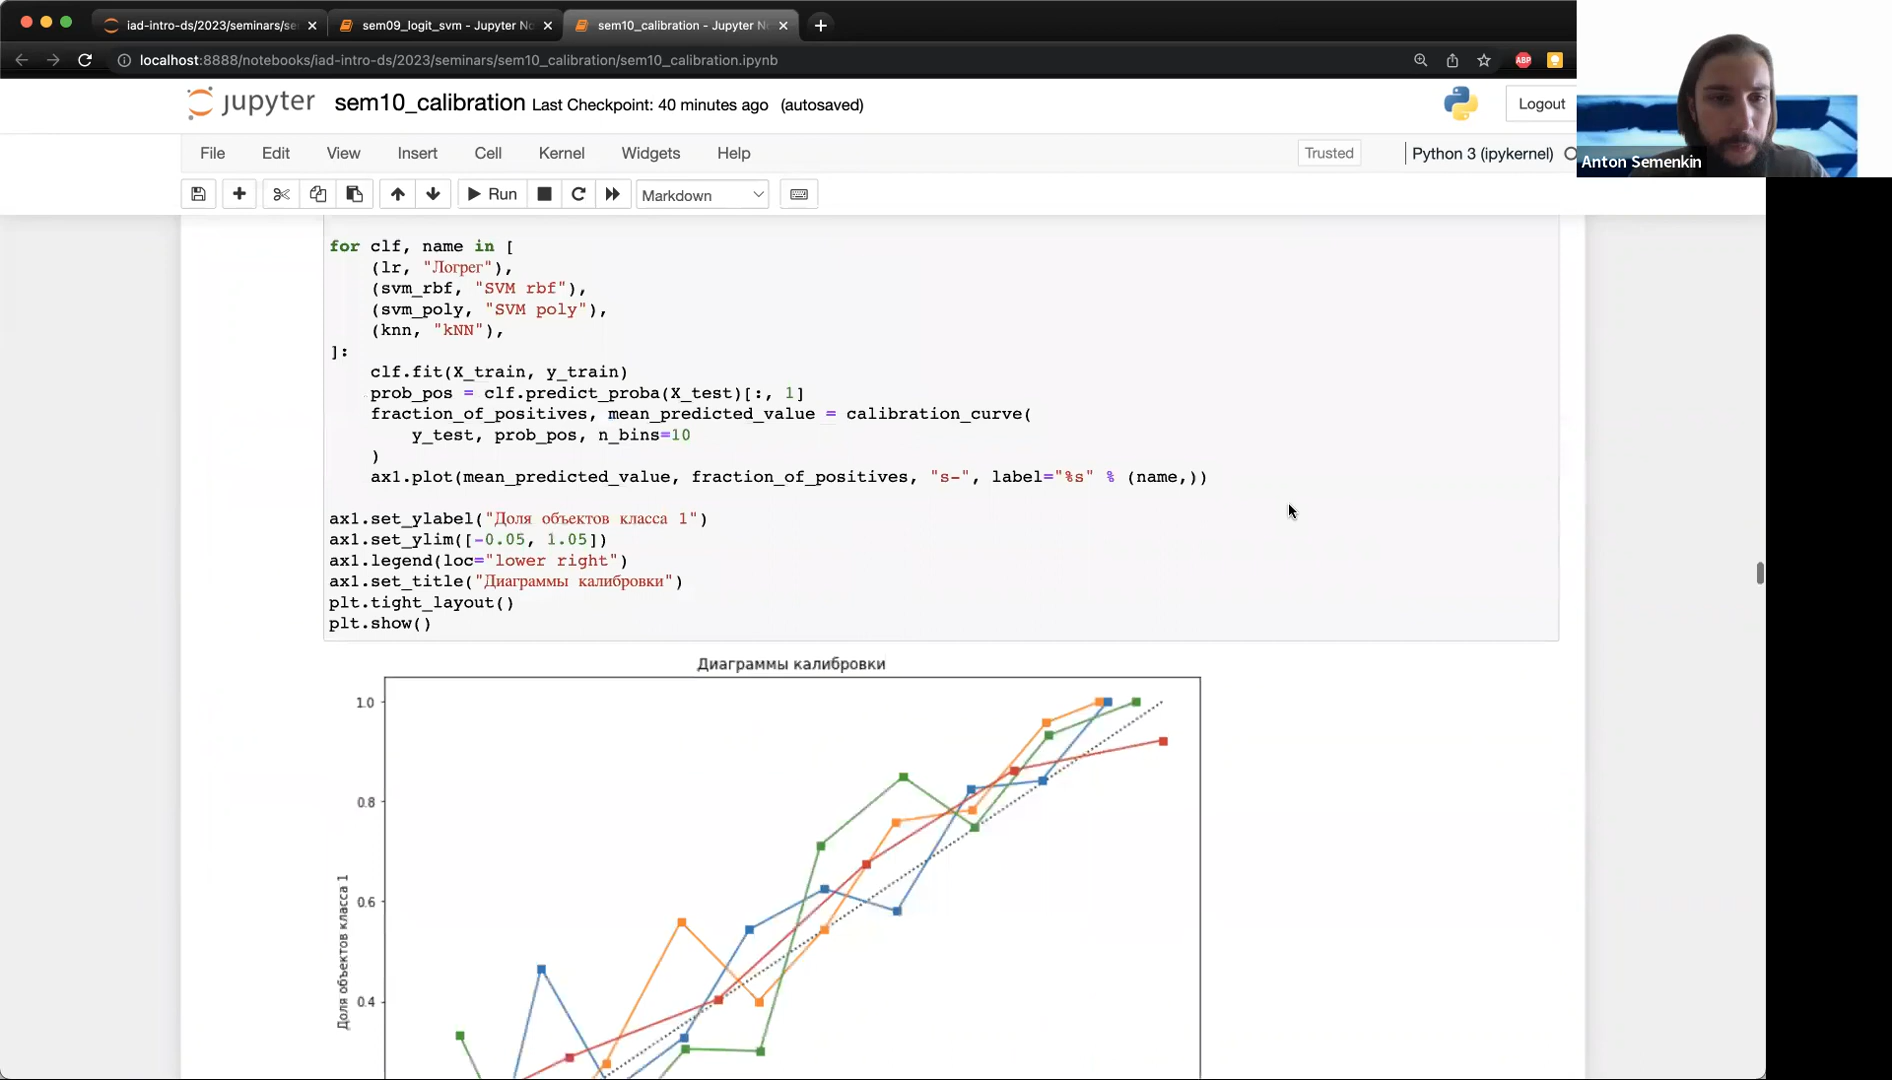 iad-intro-ds/2023/seminars/se
sem09_logit_svm - Jupyter No
sem10_calibration - Jupyter N
localhost:8888/notebooks/iad-intro-ds/2023/seminars/sem10_calibration/sem10_calibration.ipynb
ABP
jupyter sem10_calibration Last Checkpoint: 40 minutes ago (autosaved)
Logout
Anton Semenkin
File Edit View Insert Cell Kernel Widgets Help
Trusted
Python 3 (ipykernel)
Run
Markdown
for clf, name in [
(lr, "Логрег"),
(svm_rbf, "SVM rbf"),
(svm_poly, "SVM poly"),
(knn, "kNN"),
]:
clf.fit(X_train, y_train)
prob_pos = clf.predict_proba(X_test)[:, 1]
fraction_of_positives, mean_predicted_value = calibration_curve(
y_test, prob_pos, n_bins=10
)
ax1.plot(mean_predicted_value, fraction_of_positives, "s-", label="%s" % (name,))
ax1.set_ylabel("Доля объектов класса 1")
ax1.set_ylim([-0.05, 1.05])
ax1.legend(loc="lower right")
ax1.set_title("Диаграммы калибровки")
plt.tight_layout()
plt.show()
Диаграммы калибровки
1.0
0.8
0.6
0.4
Доля объектов класса 1